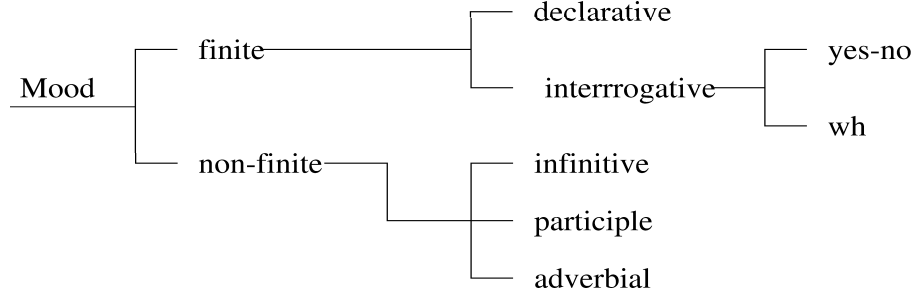 declarative
finite
yes-no
Mood
interrrogative
wh
non-finite
infinitive
participle
adverbial